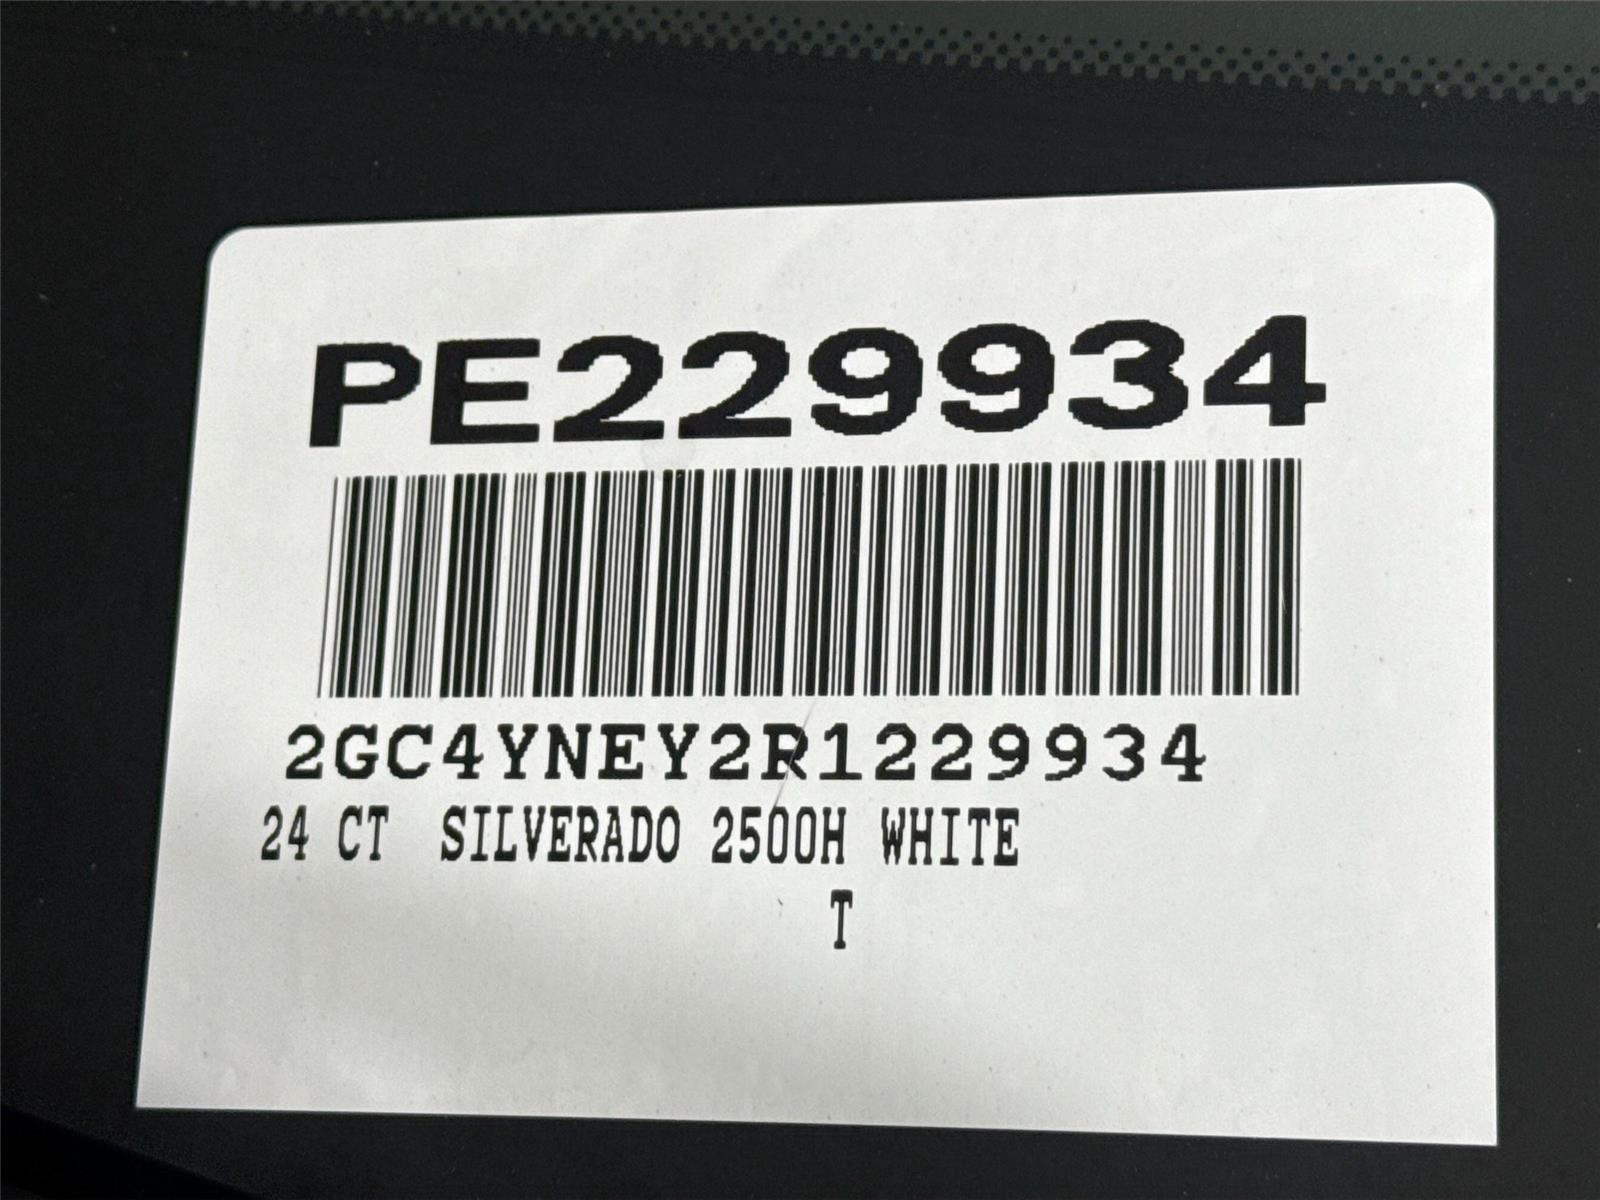 PE229934
2GC4YNEY2R1229934
24 CT SILVERADO 2500H WHITE
T